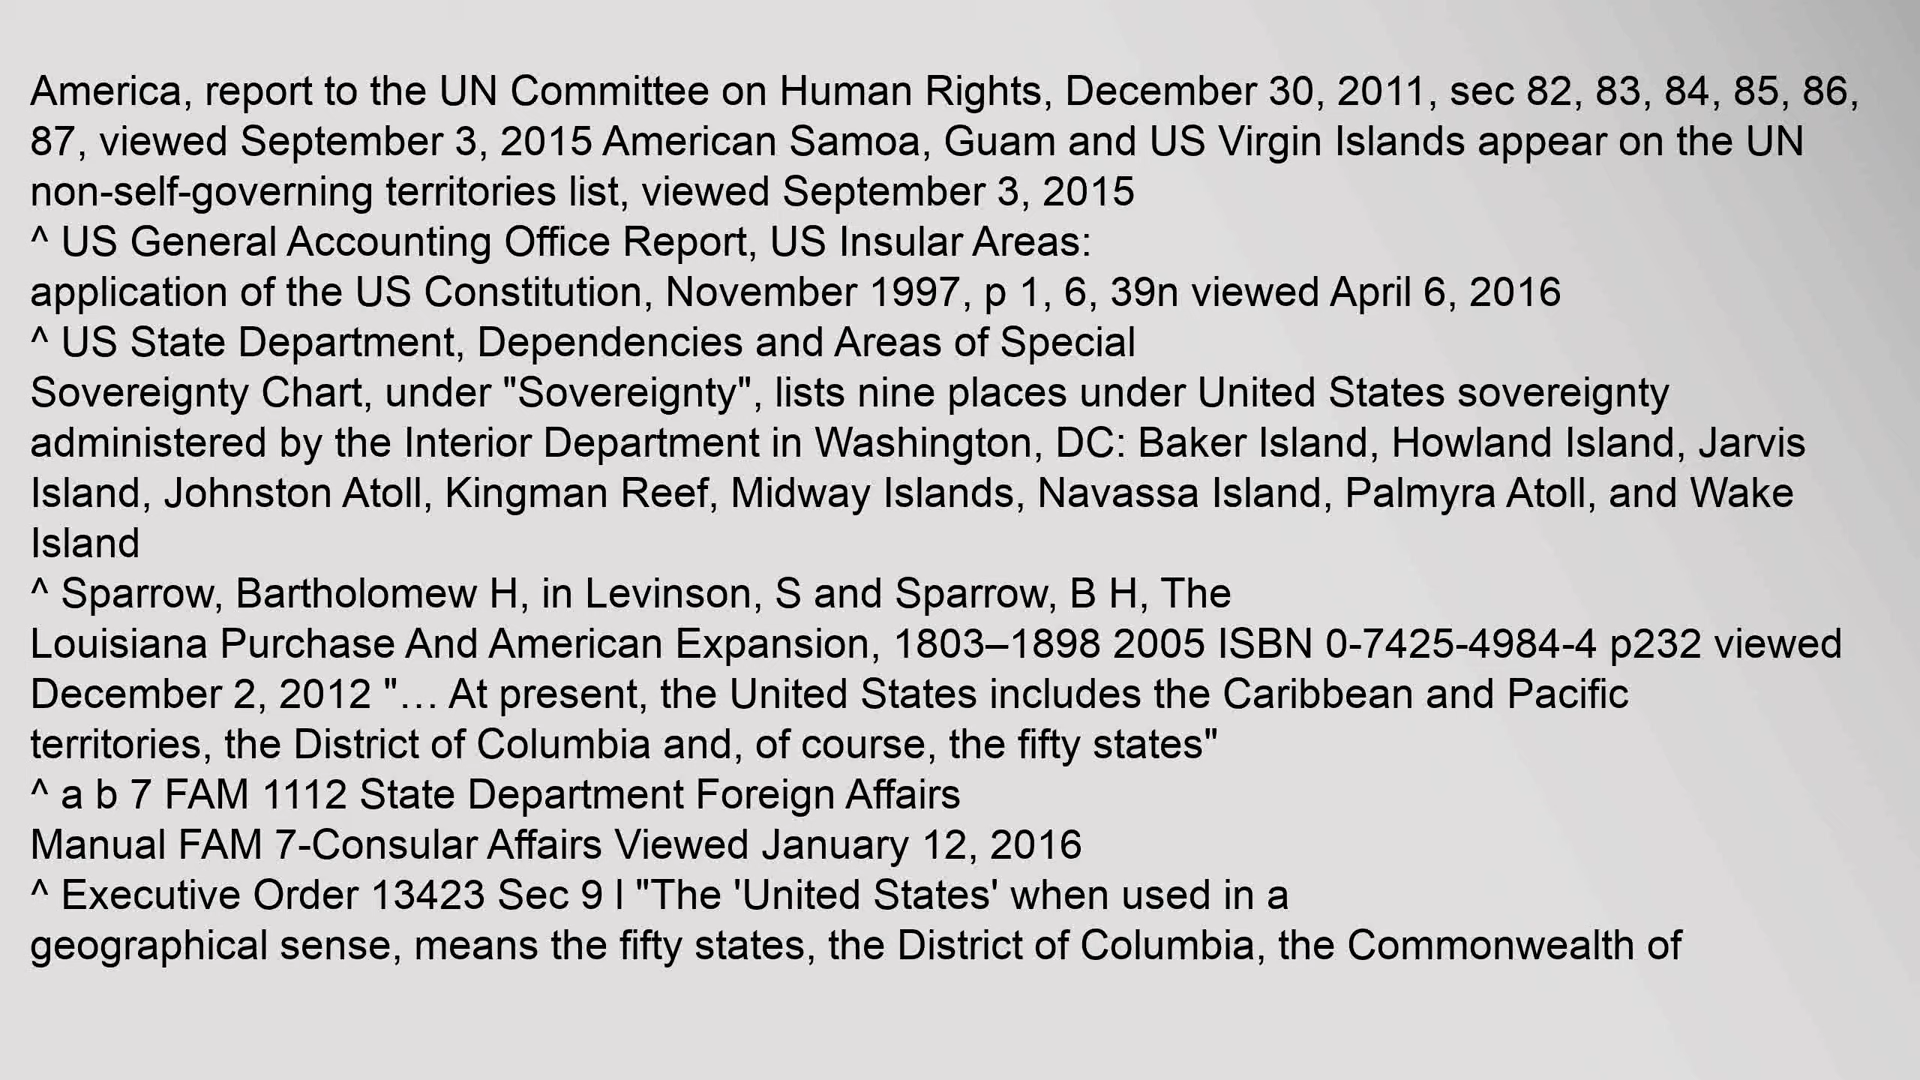 America, report to the UN Committee on Human Rights, December 30, 2011, sec 82, 83, 84, 85, 86,
87, viewed September 3, 2015 American Samoa, Guam and US Virgin Islands appear on the UN
non-self-governing territories list, viewed September 3, 2015
^ US General Accounting Office Report, US Insular Areas:
application of the US Constitution, November 1997, p 1, 6, 39n viewed April 6, 2016
^ US State Department, Dependencies and Areas of Special
Sovereignty Chart, under "Sovereignty", lists nine places under United States sovereignty
administered by the Interior Department in Washington, DC: Baker Island, Howland Island, Jarvis
Island, Johnston Atoll, Kingman Reef, Midway Islands, Navassa Island, Palmyra Atoll, and Wake
Island
^ Sparrow, Bartholomew H, in Levinson, S and Sparrow, B H, The
Louisiana Purchase And American Expansion, 1803–1898 2005 ISBN 0-7425-4984-4 p232 viewed
December 2, 2012 "… At present, the United States includes the Caribbean and Pacific
territories, the District of Columbia and, of course, the fifty states"
^ a b 7 FAM 1112 State Department Foreign Affairs
Manual FAM 7-Consular Affairs Viewed January 12, 2016
^ Executive Order 13423 Sec 9 l "The 'United States' when used in a
geographical sense, means the fifty states, the District of Columbia, the Commonwealth of